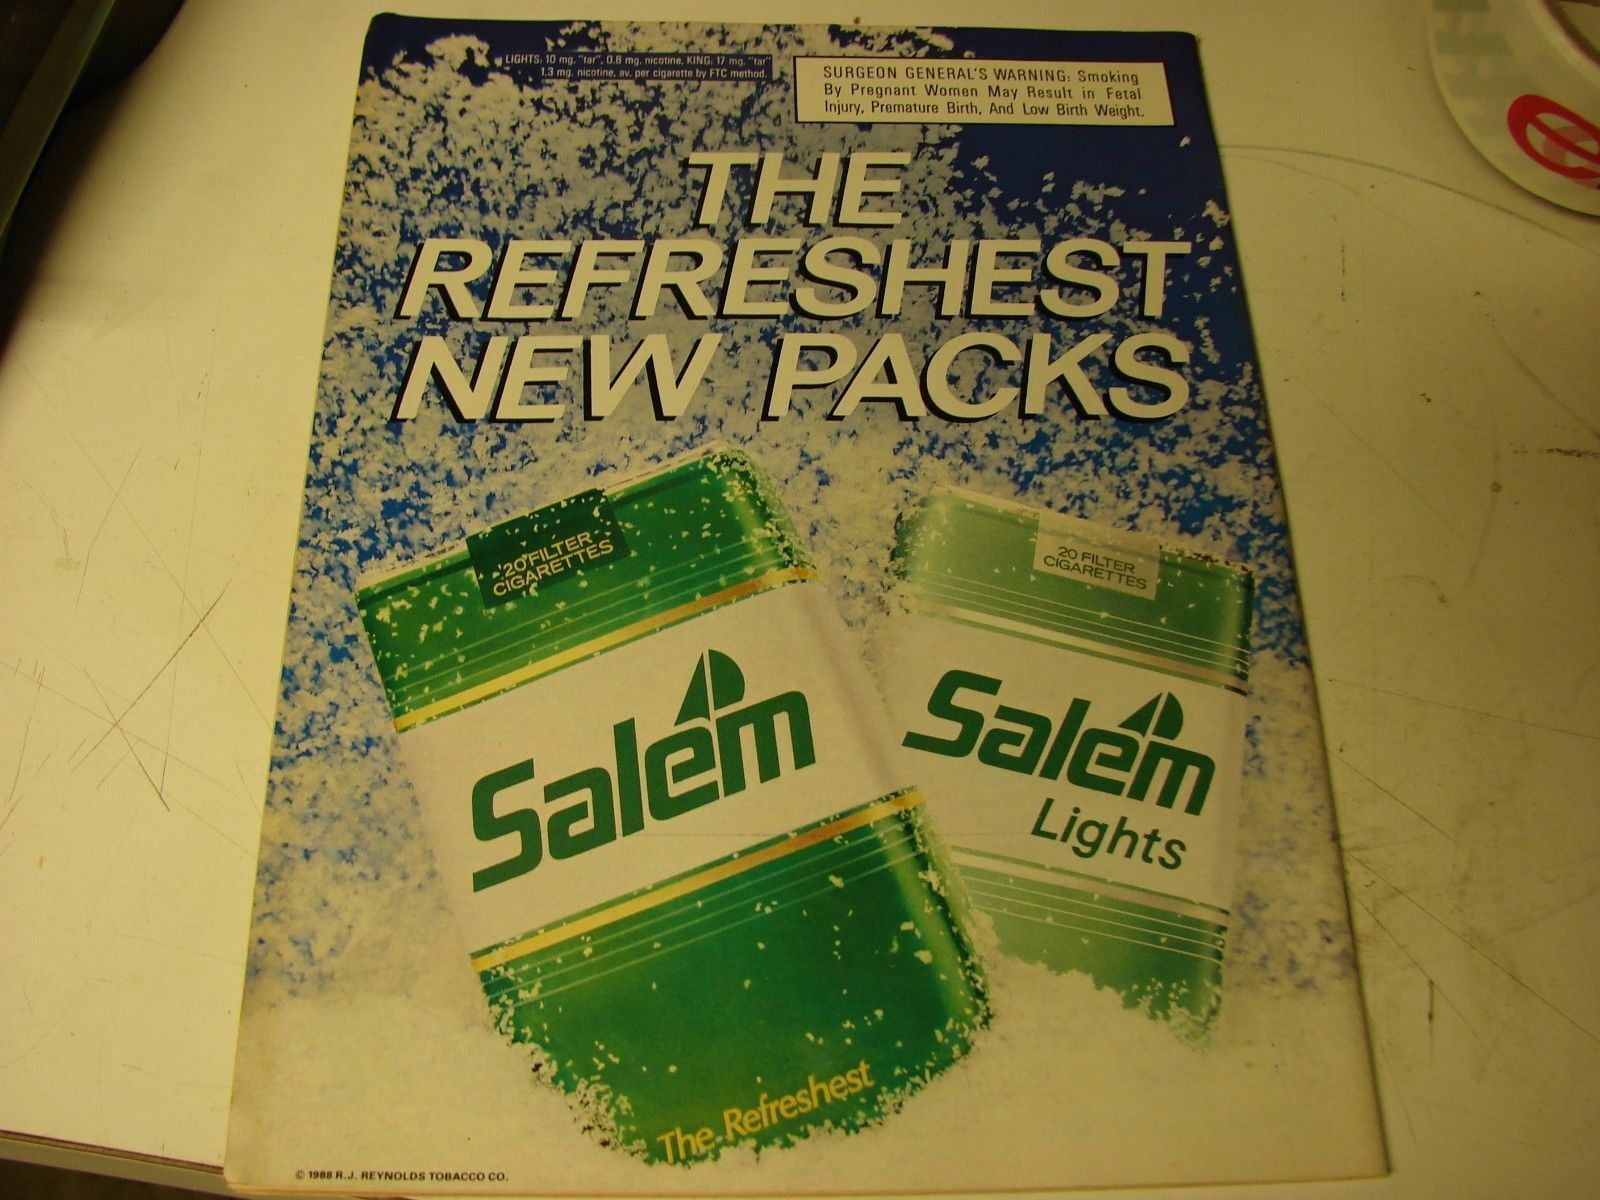 LIGHTS: 10 mg. "tar", 0.8 mg. nicotine, KING: 17 mg. "tar"
1.3 mg. nicotine, av. per cigarette by FTC method.
SURGEON GENERAL'S WARNING: Smoking
By Pregnant Women May Result in Fetal
Injury, Premature Birth, And Low Birth Weight.
THE
REFRESHEST
NEW PACKS
20 FILTER
CIGARETTES
Salem
The Refreshest
20 FILTER
CIGARETTES
Salem
Lights
© 1988 R.J. REYNOLDS TOBACCO CO.